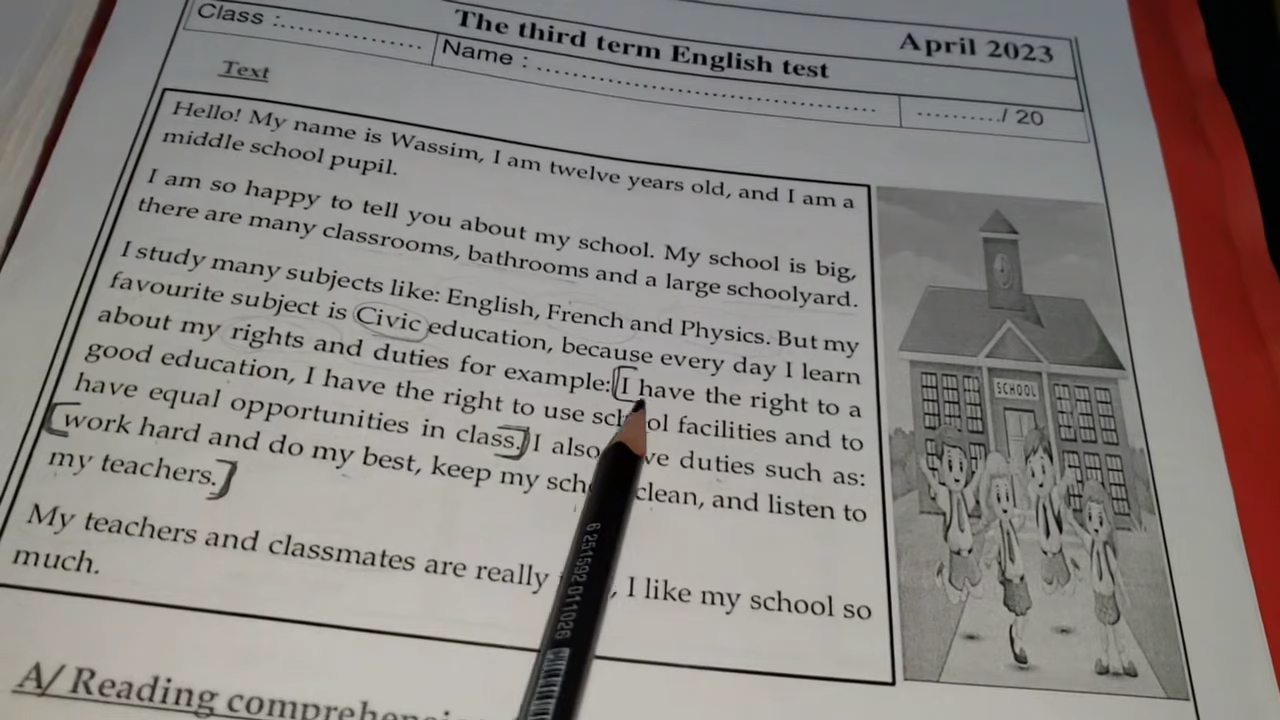 The third term English test
April 2023
Class :................
Name : ..........................................
........../ 20
Text
Hello! My name is Wassim, I am twelve years old, and I am a
middle school pupil.
I am so happy to tell you about my school. My school is big,
there are many classrooms, bathrooms and a large schoolyard.
I study many subjects like: English, French and Physics. But my
favourite subject is Civic education, because every day I learn
about my rights and duties for example: I have the right to a
good education, I have the right to use school facilities and to
have equal opportunities in class. I also have duties such as:
work hard and do my best, keep my school clean, and listen to
my teachers.
My teachers and classmates are really , I like my school so
much.
SCHOOL
A/ Reading
6 251592 011026